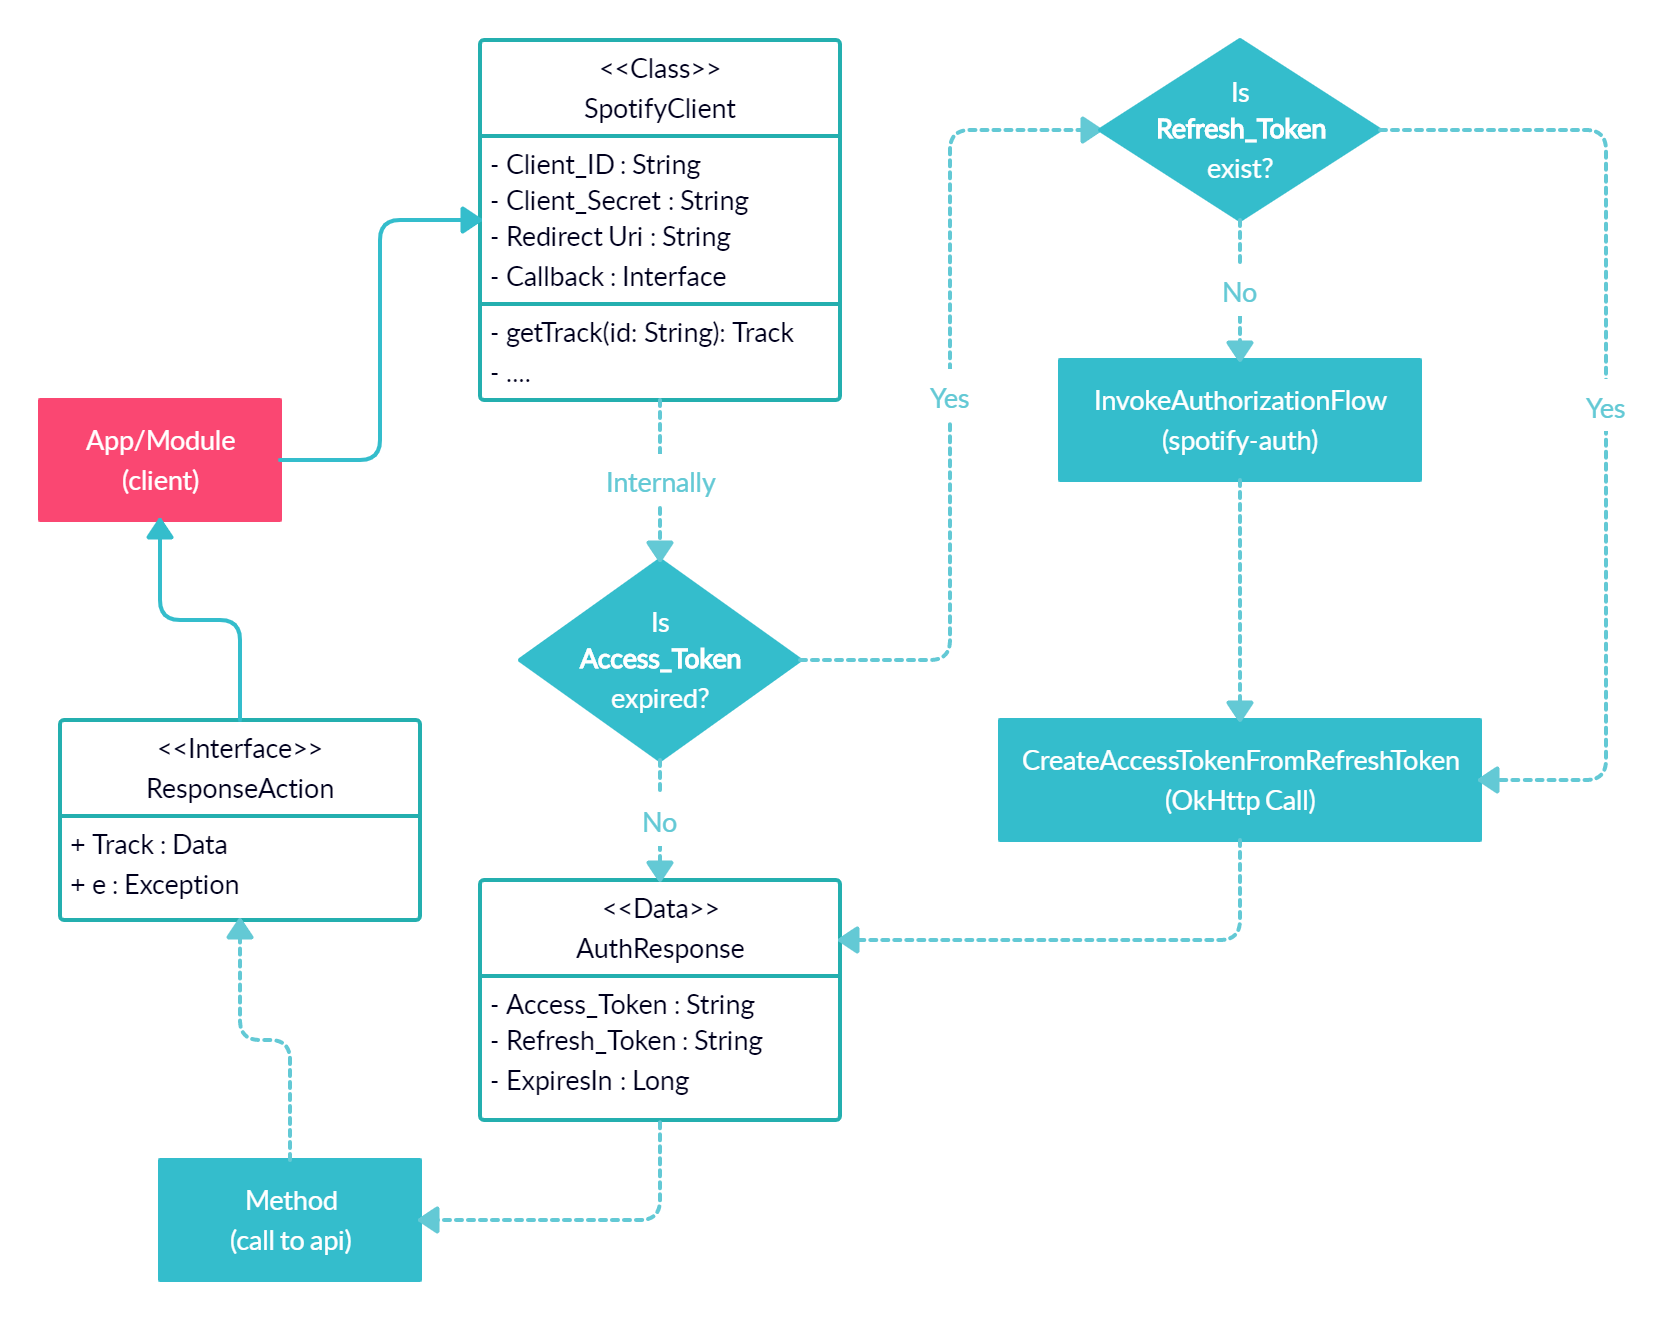 <<Class>>
SpotifyClient
- Client_ID : String
- Client_Secret : String
- Redirect Uri : String
- Callback : Interface
- getTrack(id: String): Track
- ....
Internally
Is
Access_Token
expired?
Yes
No
Is
Refresh_Token
exist?
No
Yes
InvokeAuthorizationFlow
(spotify-auth)
CreateAccessTokenFromRefreshToken
(OkHttp Call)
<<Data>>
AuthResponse
- Access_Token : String
- Refresh_Token : String
- ExpiresIn : Long
Method
(call to api)
<<Interface>>
ResponseAction
+ Track : Data
+ e : Exception
App/Module
(client)